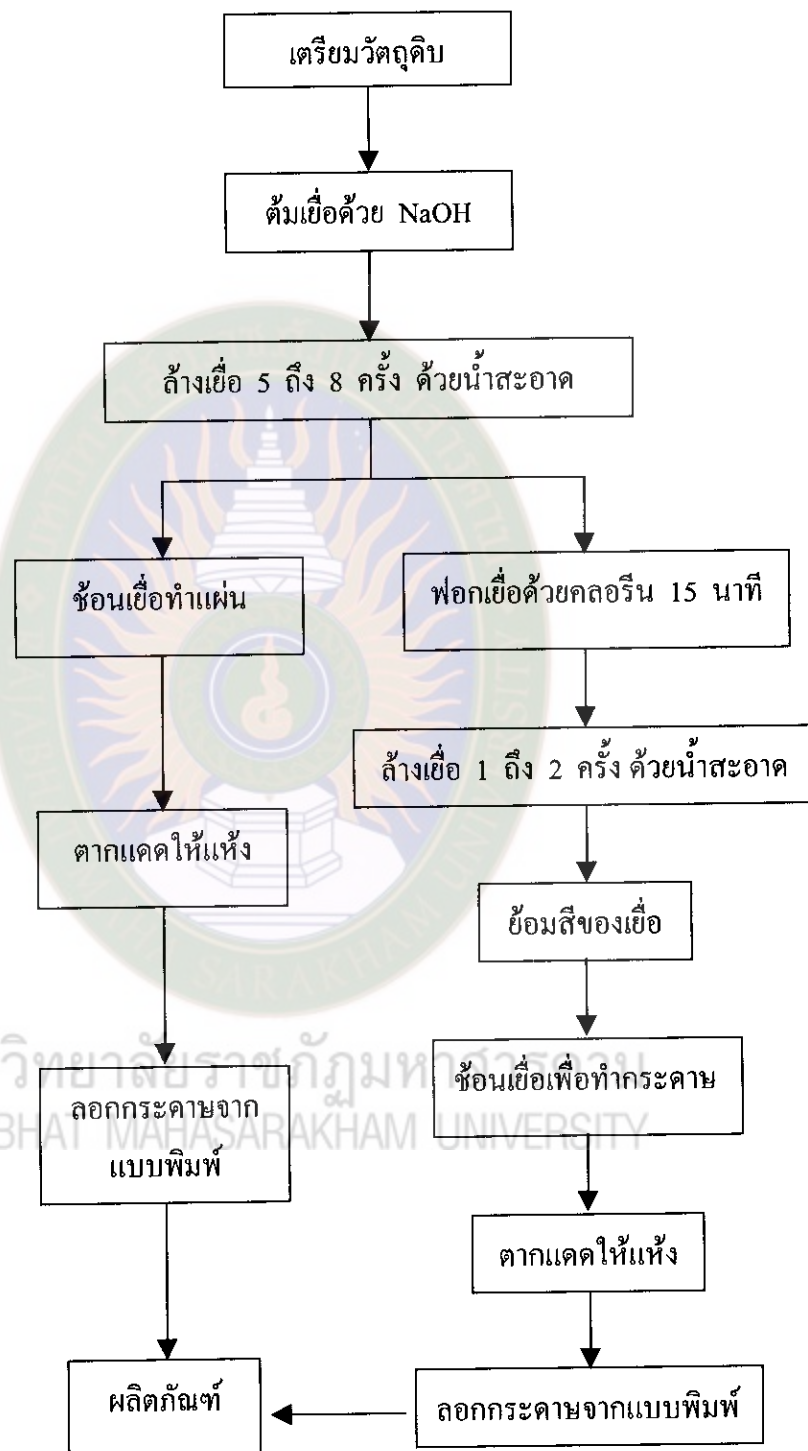 เตรียมวัตถุดิบ
ต้มเยื่อด้วย NaOH
ล้างเยื่อ 5 ถึง 8 ครั้ง ด้วยน้ำสะอาด
ช้อนเยื่อทำแผ่น
ฟอกเยื่อด้วยคลอรีน 15 นาที
ล้างเยื่อ 1 ถึง 2 ครั้ง ด้วยน้ำสะอาด
ตากแดดให้แห้ง
ย้อมสีของเยื่อ
วิทยาลัยราชภัฏมหาสารคาม
BHAT MAHASARAKHAM UNIVERSITY
ช้อนเยื่อเพื่อทำกระดาษ
ลอกกระดาษจาก
แบบพิมพ์
ตากแดดให้แห้ง
ผลิตภัณฑ์
ลอกกระดาษจากแบบพิมพ์